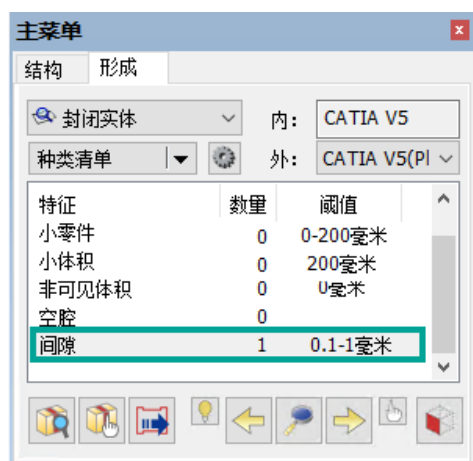 主菜单
结构 形成
封闭实体 内: CATIA V5
种类清单 外: CATIA V5(Pl
特征 数量 阈值
小零件 0 0-200毫米
小体积 0 200毫米
非可见体积 0 0毫米
空腔 0
间隙 1 0.1-1毫米